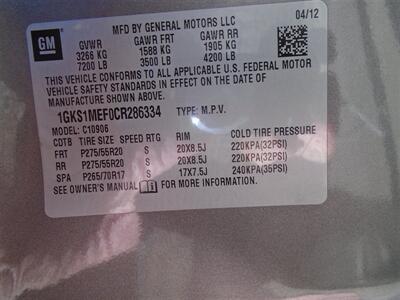 GM
MFD BY GENERAL MOTORS LLC 04/12
GVWR GAWR FRT GAWR RR
3266 KG 1588 KG 1905 KG
7200 LB 3500 LB 4200 LB
THIS VEHICLE CONFORMS TO ALL APPLICABLE U.S. FEDERAL MOTOR
VEHICLE SAFETY STANDARDS IN EFFECT ON THE DATE OF
MANUFACTURE SHOWN ABOVE.
1GKS1MEF0CR286334 TYPE: M.P.V.
MODEL: C10906
CDTB TIRE SIZE SPEED RTG RIM COLD TIRE PRESSURE
FRT P275/55R20 S 20X8.5J 220KPA(32PSI)
RR P275/55R20 S 20X8.5J 220KPA(32PSI)
SPA P265/70R17 S 17X7.5J 240KPA(35PSI)
SEE OWNER'S MANUAL FOR MORE INFORMATION.